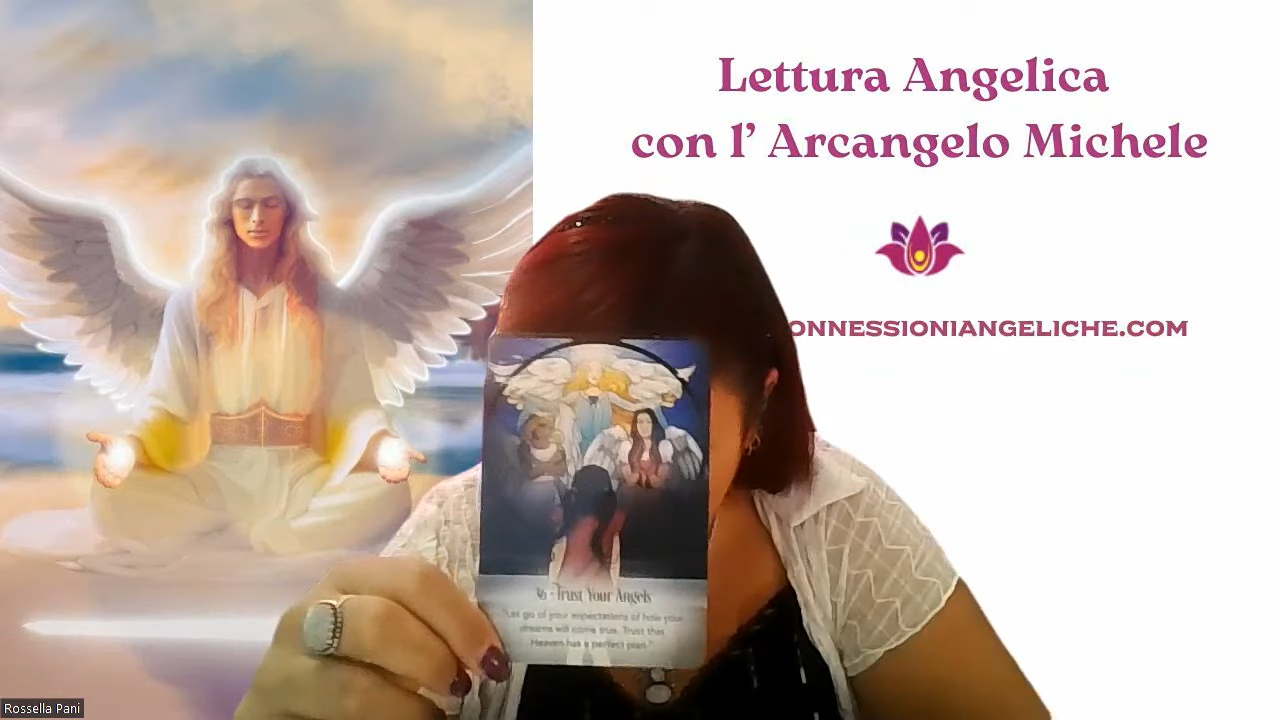 Lettura Angelica
con l’ Arcangelo Michele
ONNESSIONIANGELICHE.COM
36 - Trust Your Angels
"Let go of your expectations of how your
dreams will come true. Trust that
Heaven has a perfect plan."
Rossella Pani